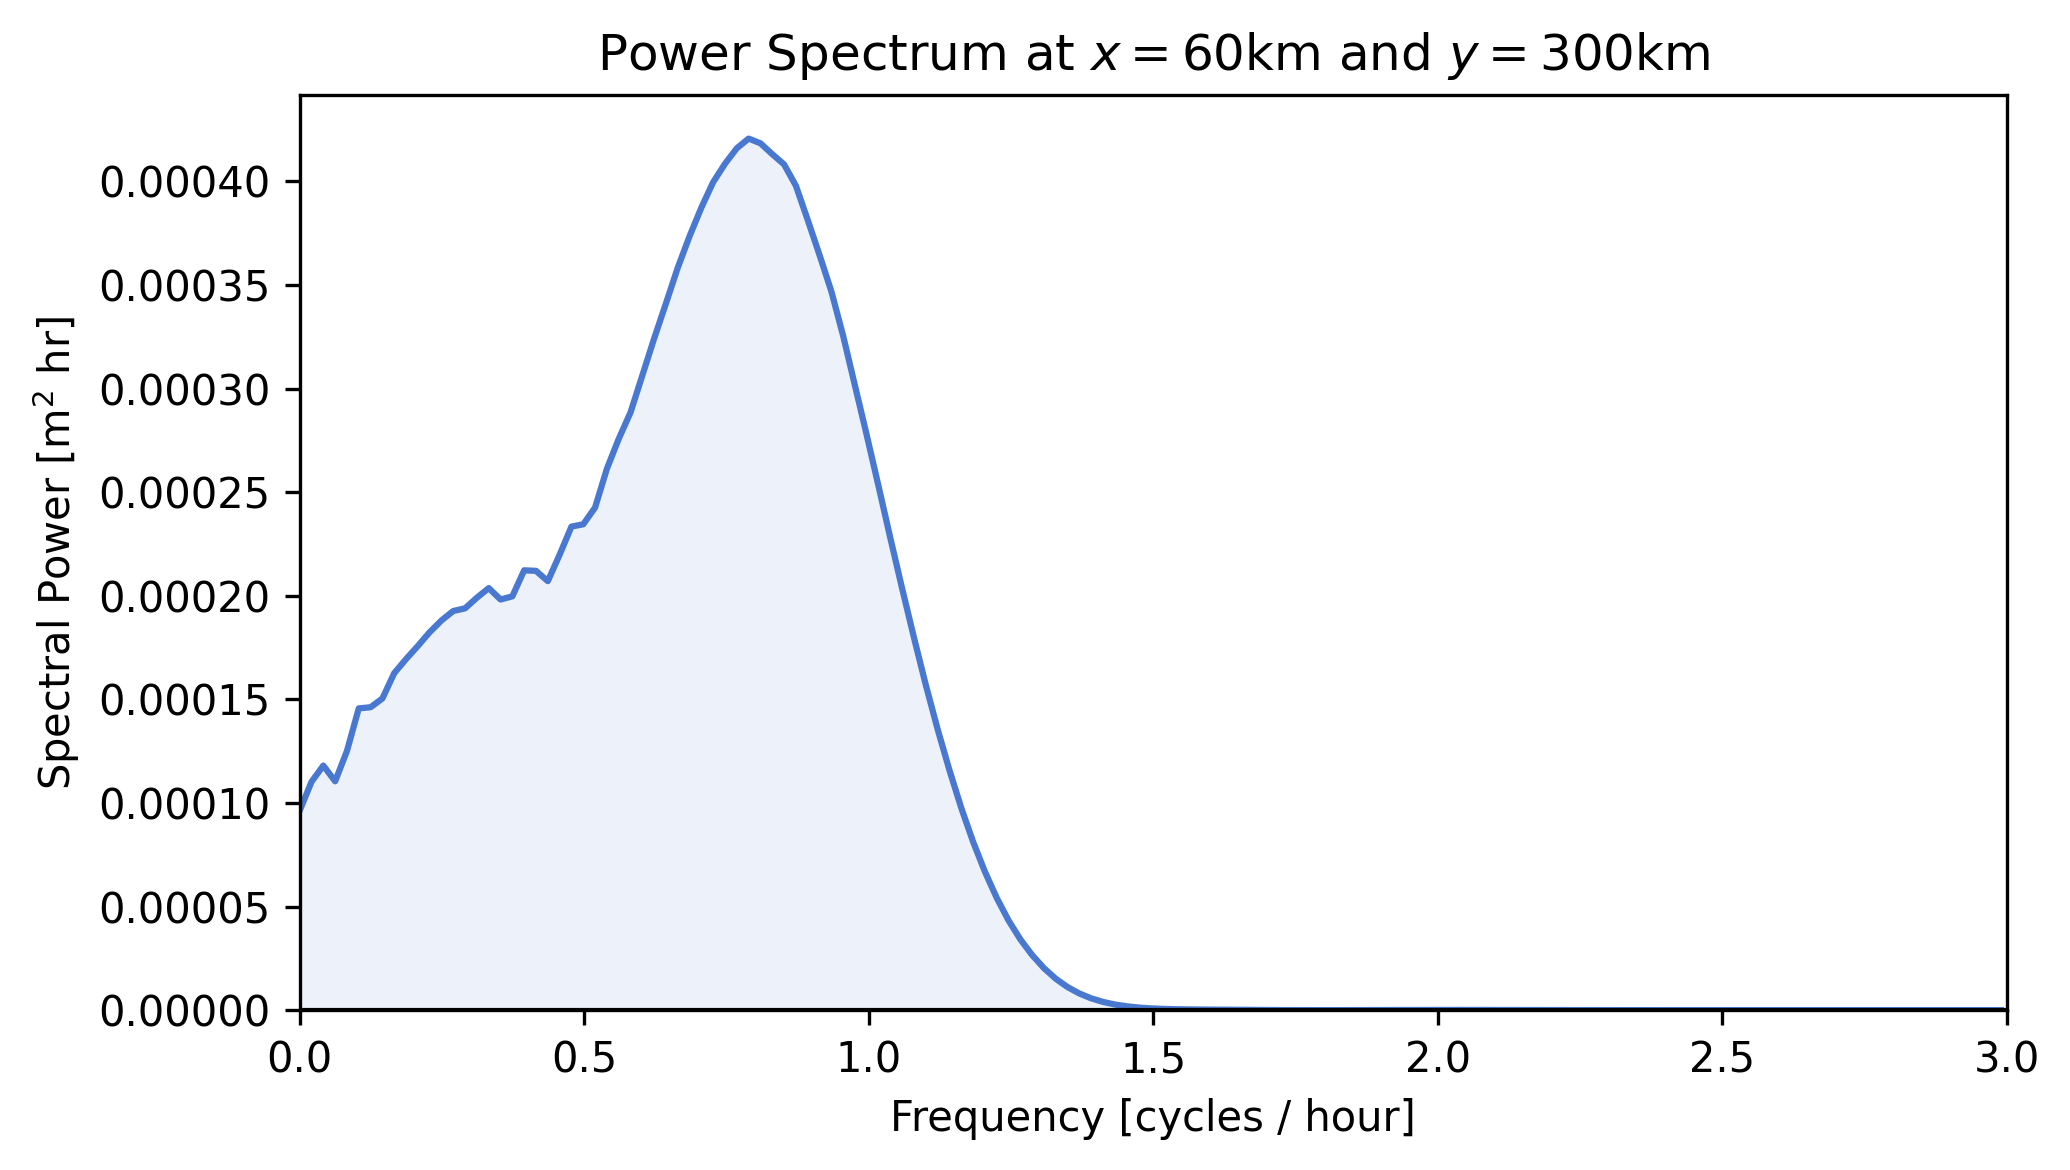 Power Spectrum at x = 60km and y = 300km
Spectral Power [m² hr]
0.00040
0.00035
0.00030
0.00025
0.00020
0.00015
0.00010
0.00005
0.00000
0.0 0.5 1.0 1.5 2.0 2.5 3.0
Frequency [cycles / hour]